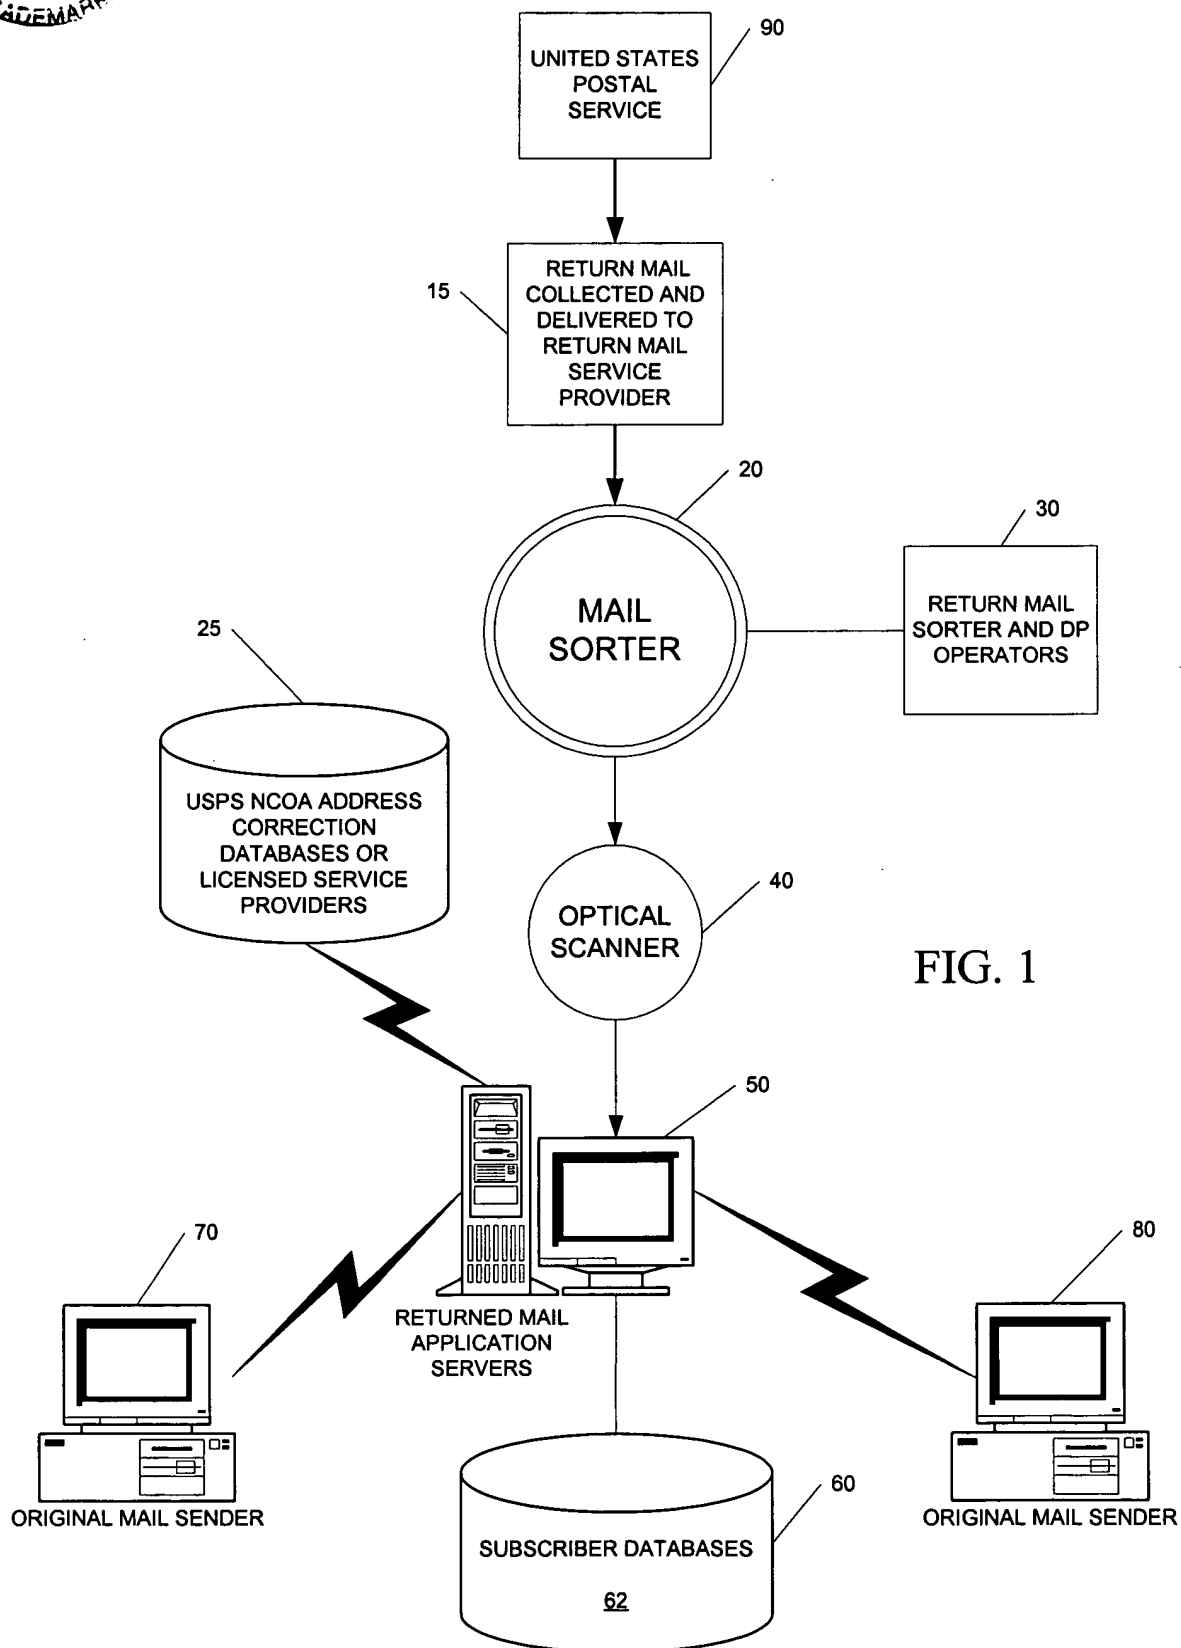 90
UNITED STATES
POSTAL
SERVICE
15
RETURN MAIL
COLLECTED AND
DELIVERED TO
RETURN MAIL
SERVICE
PROVIDER
20
30
MAIL
SORTER
RETURN MAIL
SORTER AND DP
OPERATORS
25
USPS NCOA ADDRESS
CORRECTION
DATABASES OR
LICENSED SERVICE
PROVIDERS
40
OPTICAL
SCANNER
FIG. 1
50
70
80
RETURNED MAIL
APPLICATION
SERVERS
ORIGINAL MAIL SENDER
ORIGINAL MAIL SENDER
60
SUBSCRIBER DATABASES
62